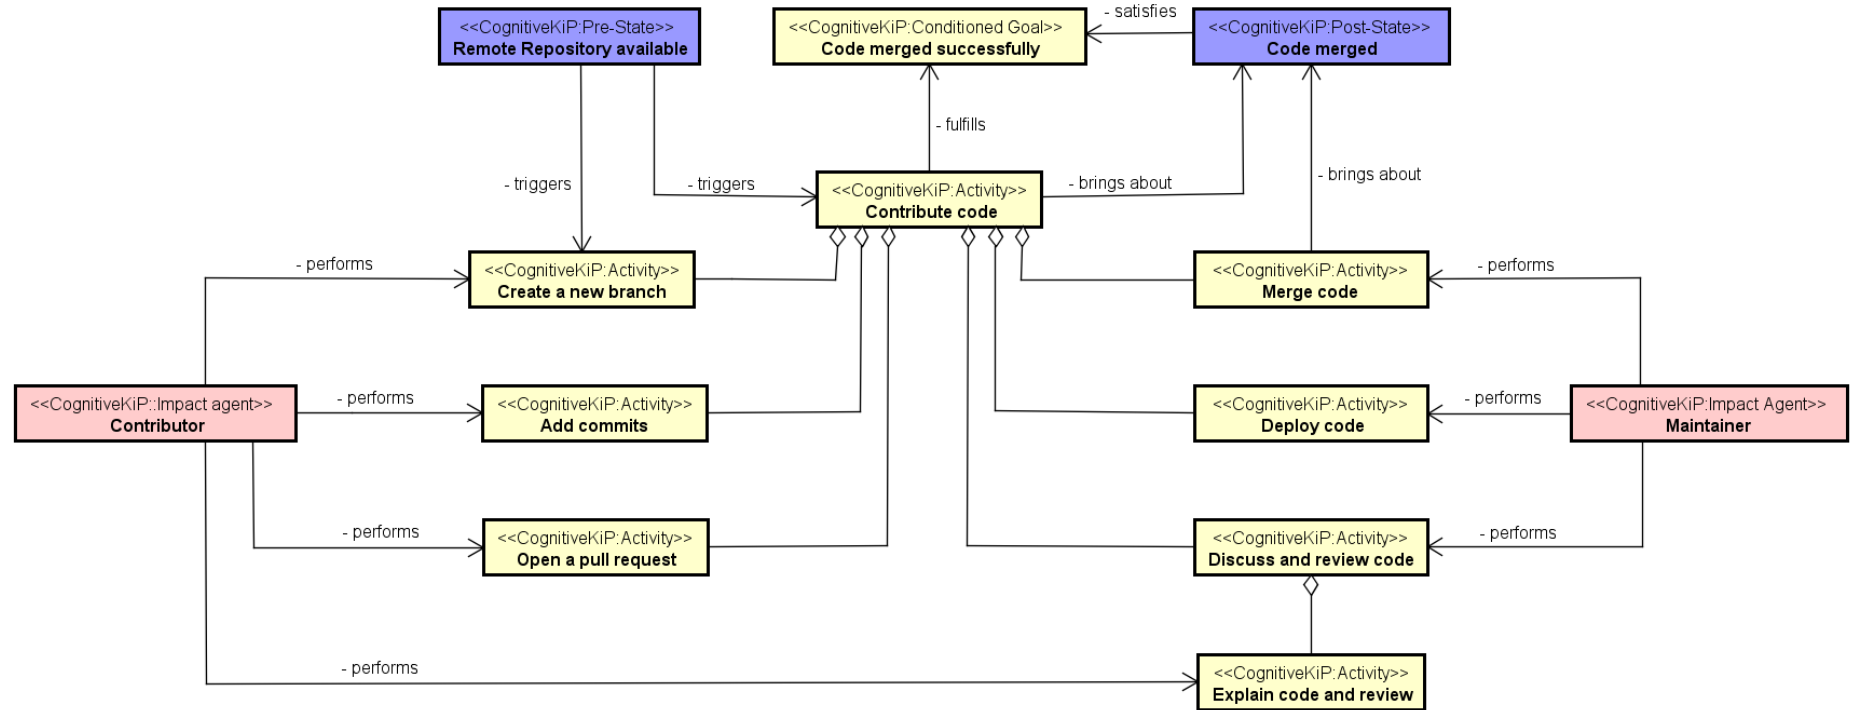 <<CognitiveKiP:Pre-State>>
Remote Repository available
<<CognitiveKiP:Conditioned Goal>>
Code merged successfully
- satisfies
<<CognitiveKiP:Post-State>>
Code merged
- fulfills
- triggers
- triggers
<<CognitiveKiP:Activity>>
Contribute code
- brings about
- brings about
- performs
<<CognitiveKiP:Activity>>
Create a new branch
<<CognitiveKiP:Activity>>
Merge code
- performs
<<CognitiveKiP::Impact agent>>
Contributor
- performs
<<CognitiveKiP:Activity>>
Add commits
<<CognitiveKiP:Activity>>
Deploy code
- performs
<<CognitiveKiP:Impact Agent>>
Maintainer
- performs
<<CognitiveKiP:Activity>>
Open a pull request
<<CognitiveKiP:Activity>>
Discuss and review code
- performs
- performs
<<CognitiveKiP:Activity>>
Explain code and review